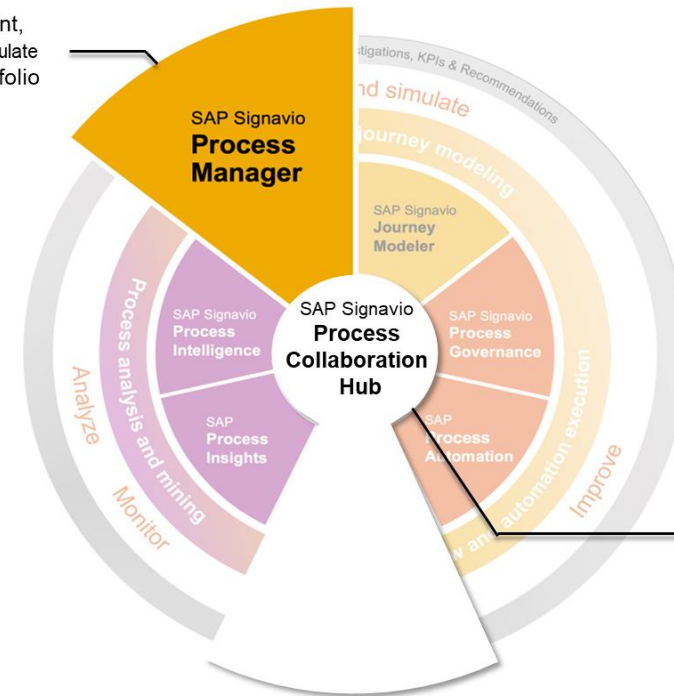 nt,
ulate
folio
stigations, KPIs & Recommendations
nd simulate
journey modeling
SAP Signavio
Process
Manager
SAP Signavio
Journey
Modeler
SAP Signavio
Process
Intelligence
SAP Signavio
Process
Collaboration
Hub
SAP Signavio
Process
Governance
SAP
Process
Insights
SAP
Process
Automation
Process analysis and mining
Analyze
Monitor
w and automation execution
Improve